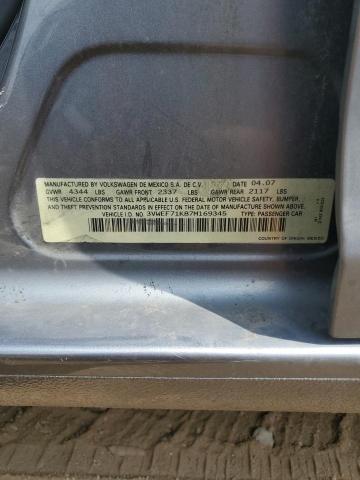 MANUFACTURED BY VOLKSWAGEN DE MEXICO S.A. DE C.V. DATE 04.07
GVWR 4344 LBS GAWR FRONT 2337 LBS GAWR REAR 2117 LBS
THIS VEHICLE CONFORMS TO ALL APPLICABLE U.S. FEDERAL MOTOR VEHICLE SAFETY, BUMPER,
AND THEFT PREVENTION STANDARDS IN EFFECT ON THE DATE OF MANUFACTURE SHOWN ABOVE.
VEHICLE I.D. NO. 3VWEF71K87M169345 TYPE: PASSENGER CAR
COUNTRY OF ORIGIN: MEXICO